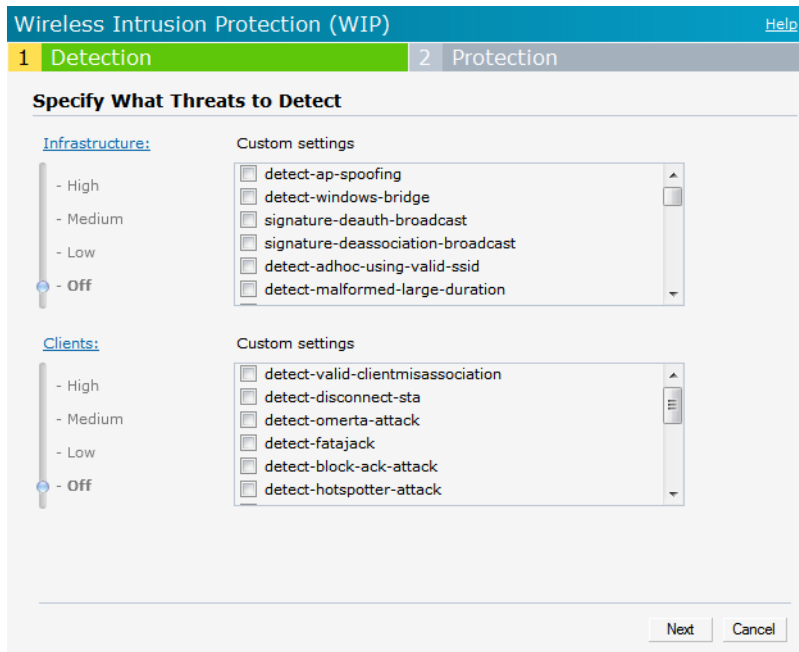 Wireless Intrusion Protection (WIP)
Help
1 Detection
2 Protection
Specify What Threats to Detect
Infrastructure:
- High
- Medium
- Low
- Off
Custom settings
detect-ap-spoofing
detect-windows-bridge
signature-deauth-broadcast
signature-deassociation-broadcast
detect-adhoc-using-valid-ssid
detect-malformed-large-duration
Clients:
- High
- Medium
- Low
- Off
Custom settings
detect-valid-clientmisassociation
detect-disconnect-sta
detect-omerta-attack
detect-fatajack
detect-block-ack-attack
detect-hotspotter-attack
Next
Cancel